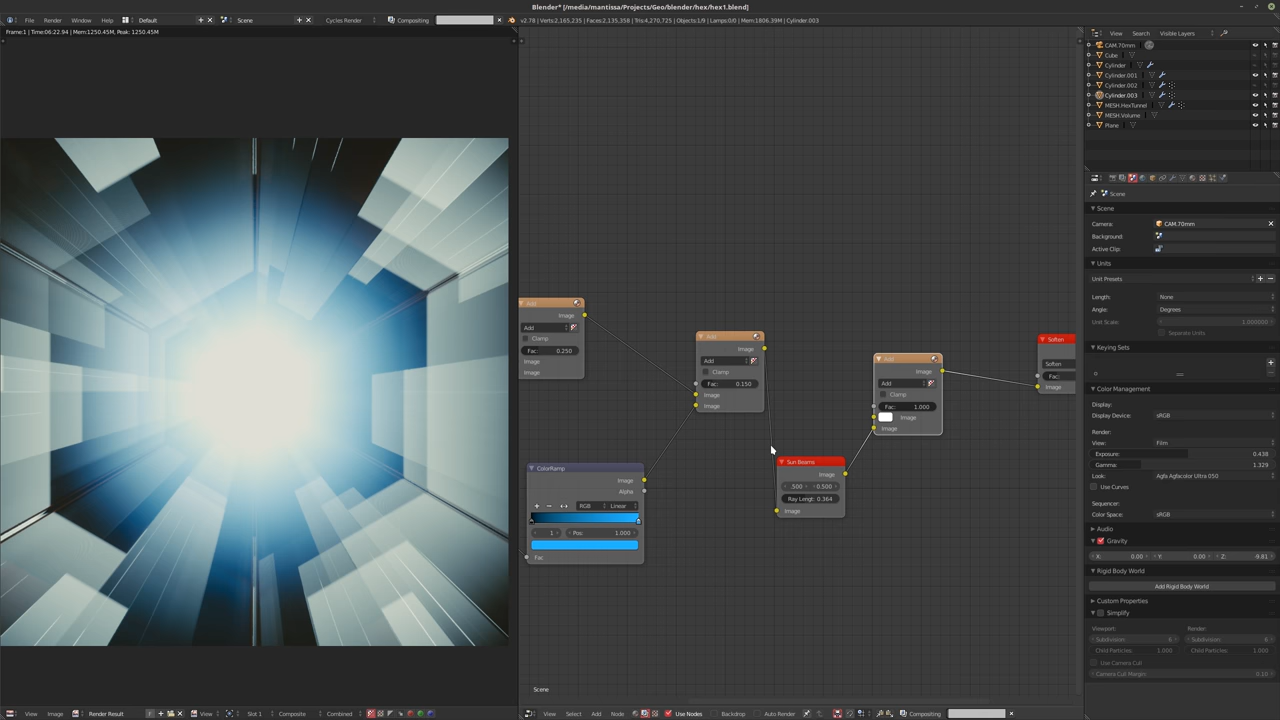 Blender* [/media/mantissa/Projects/Geo/blender/hex/hex1.blend]
File Render Window Help Default Scene Cycles Render Compositing v2.78 | Verts:2,165,235 | Faces:2,135,358 | Tris:4,270,725 | Objects:1/9 | Lamps:0/0 | Mem:1806.39M | Cylinder.003
Frame:1 | Time:06:22.94 | Mem:1250.45M, Peak: 1250.45M
View Search Visible Layers
CAM.70mm
Cube
Cylinder
Cylinder.001
Cylinder.002
Cylinder.003
MESH.HexTunnel
MESH.Volume
Plane
Scene
Scene
Camera: CAM.70mm
Background:
Active Clip:
Units
Unit Presets
Length: None
Angle: Degrees
Unit Scale: 1.000000
Separate Units
Keying Sets
Color Management
Display:
Display Device: sRGB
Render:
View: Film
Exposure: 0.438
Gamma: 1.329
Look: Agfa Agfacolor Ultra 050
Use Curves
Sequencer:
Color Space: sRGB
Audio
Gravity
X: 0.00 Y: 0.00 Z: -9.81
Rigid Body World
Add Rigid Body World
Custom Properties
Simplify
Viewport: Render:
Subdivision: 6 Subdivision: 6
Child Particles: 1.000 Child Particles: 1.000
Use Camera Cull
Camera Cull Margin: 0.10
Add
Image
Add
Clamp
Fac: 0.250
Image
Image
Add
Image
Add
Clamp
Fac: 0.150
Image
Image
Add
Image
Add
Clamp
Fac: 1.000
Image
Image
Soften
Soften
Fac:
Image
ColorRamp
Image
Alpha
RGB Linear
1 Pos: 1.000
Fac
Sun Beams
Image
.500 0.500
Ray Lengt: 0.364
Image
Scene
View Image Render Result F View Slot 1 Composite Combined
View Select Add Node Use Nodes Backdrop Auto Render Compositing